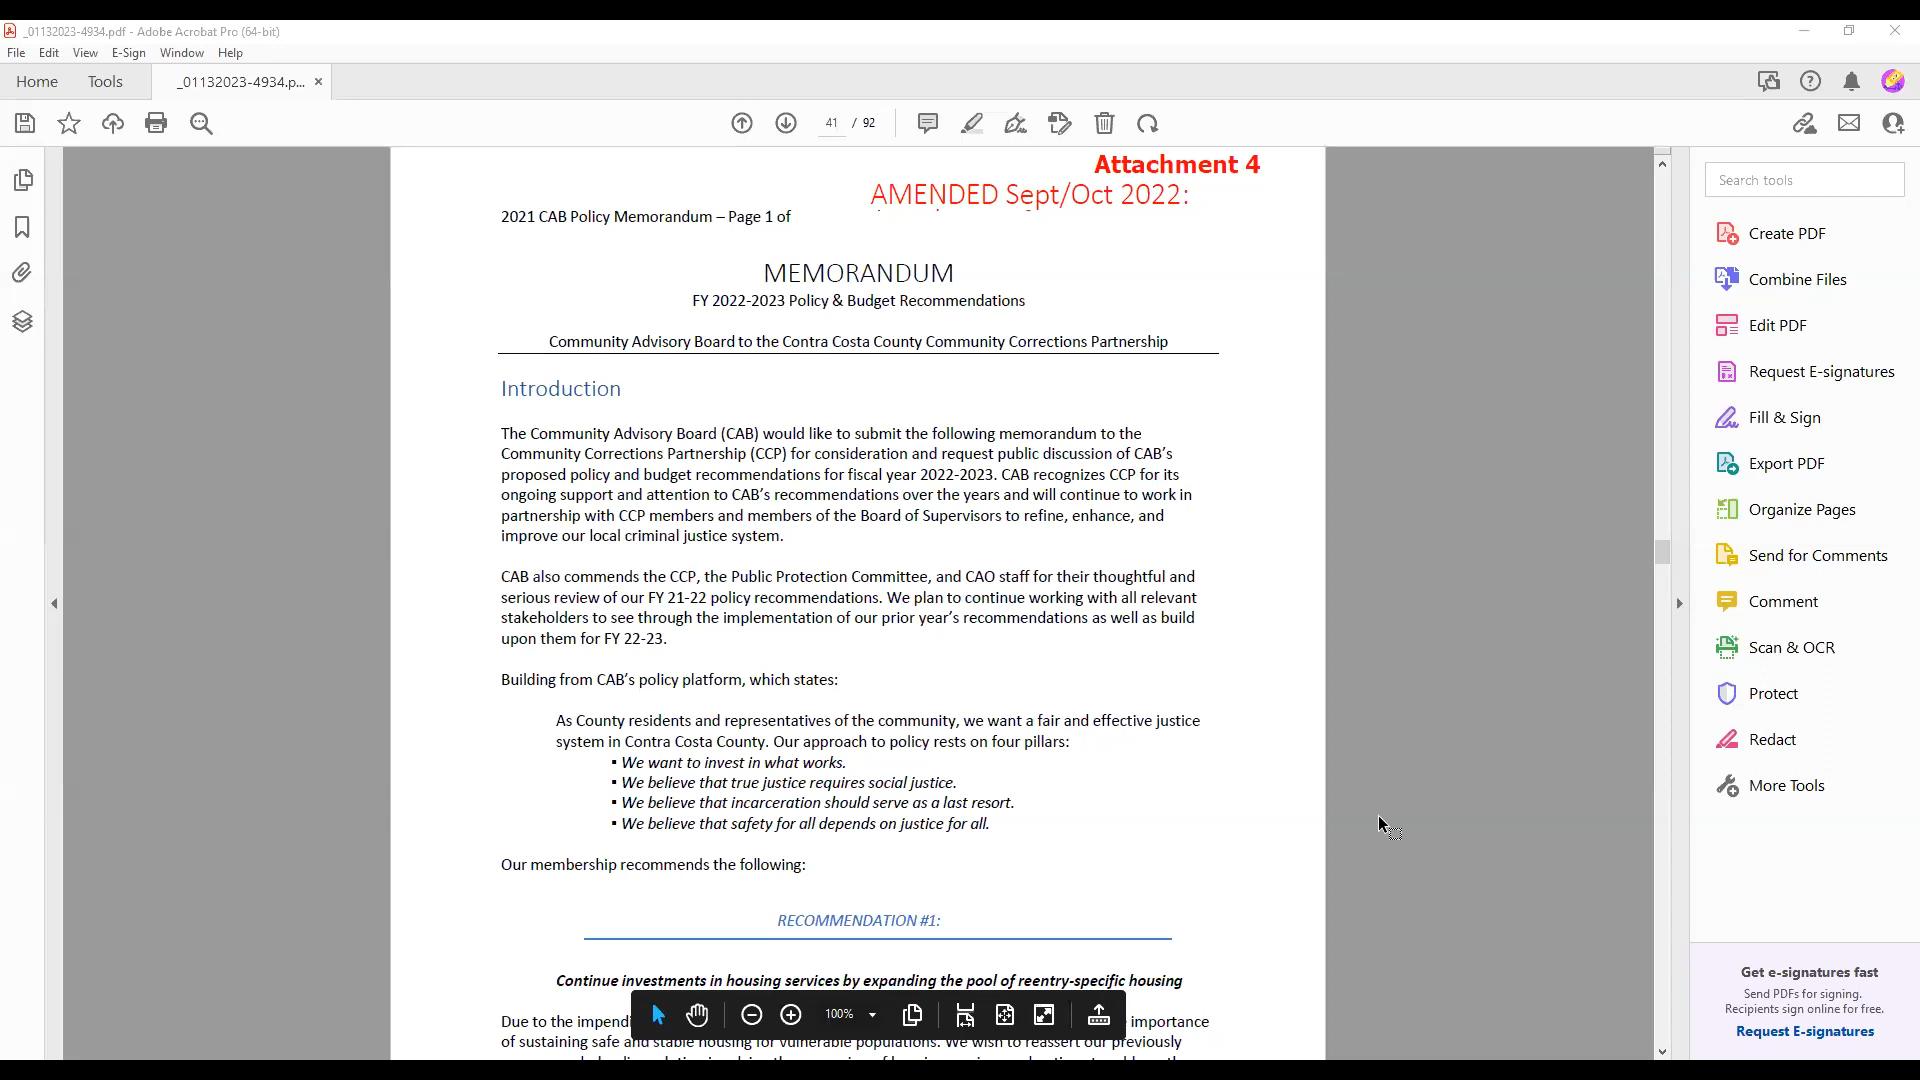 _01132023-4934.pdf - Adobe Acrobat Pro (64-bit)
File Edit View E-Sign Window Help
Home Tools _01132023-4934.p... ×
41 / 92
Attachment 4
AMENDED Sept/Oct 2022:
2021 CAB Policy Memorandum – Page 1 of
MEMORANDUM
FY 2022-2023 Policy & Budget Recommendations
Community Advisory Board to the Contra Costa County Community Corrections Partnership
Introduction
The Community Advisory Board (CAB) would like to submit the following memorandum to the
Community Corrections Partnership (CCP) for consideration and request public discussion of CAB’s
proposed policy and budget recommendations for fiscal year 2022-2023. CAB recognizes CCP for its
ongoing support and attention to CAB’s recommendations over the years and will continue to work in
partnership with CCP members and members of the Board of Supervisors to refine, enhance, and
improve our local criminal justice system.
CAB also commends the CCP, the Public Protection Committee, and CAO staff for their thoughtful and
serious review of our FY 21-22 policy recommendations. We plan to continue working with all relevant
stakeholders to see through the implementation of our prior year’s recommendations as well as build
upon them for FY 22-23.
Building from CAB’s policy platform, which states:
As County residents and representatives of the community, we want a fair and effective justice
system in Contra Costa County. Our approach to policy rests on four pillars:
▪ We want to invest in what works.
▪ We believe that true justice requires social justice.
▪ We believe that incarceration should serve as a last resort.
▪ We believe that safety for all depends on justice for all.
Our membership recommends the following:
RECOMMENDATION #1:
Continue investments in housing services by expanding the pool of reentry-specific housing
Due to the impendi importance
of sustaining safe and stable housing for vulnerable populations. We wish to reassert our previously
100%
Search tools
Create PDF
Combine Files
Edit PDF
Request E-signatures
Fill & Sign
Export PDF
Organize Pages
Send for Comments
Comment
Scan & OCR
Protect
Redact
More Tools
Get e-signatures fast
Send PDFs for signing.
Recipients sign online for free.
Request E-signatures